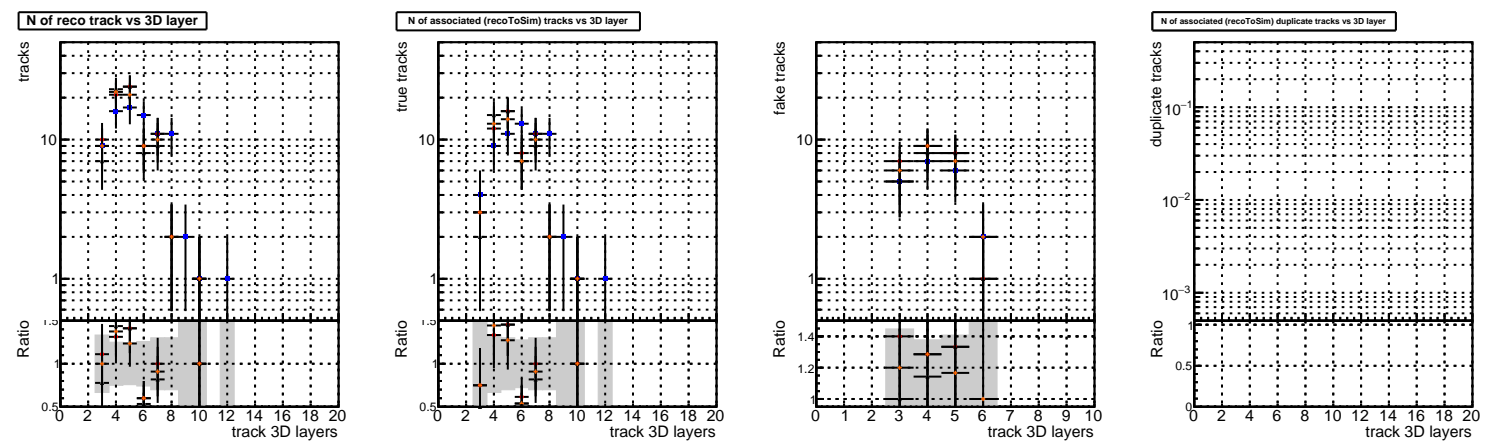 N of reco track vs 3D layer
tracks
10
1
Ratio
1.5
1
0.5
0 2 4 6 8 10 12 14 16 18 20
track 3D layers
N of associated (recoToSim) tracks vs 3D layer
true tracks
10
1
Ratio
1
0.5
0 2 4 6 8 10 12 14 16 18 20
track 3D layers
fake tracks
10
1
Ratio
1.4
1.2
1
0 1 2 3 4 5 6 7 8 9 10
track 3D layers
N of associated (recoToSim) duplicate tracks vs 3D layer
duplicate tracks
10⁻¹
10⁻²
10⁻³
Ratio
1
0.5
0
0 2 4 6 8 10 12 14 16 18 20
track 3D layers